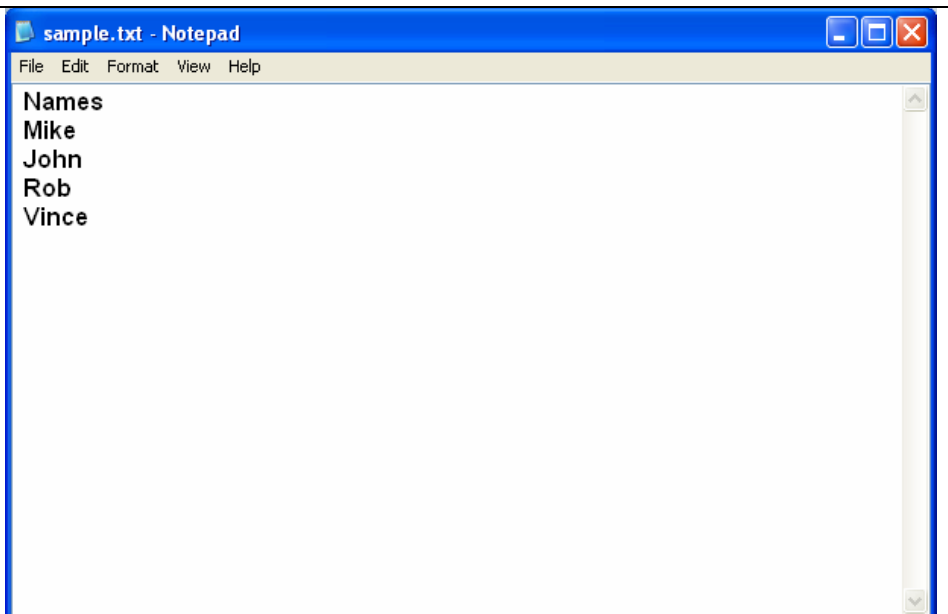 sample.txt - Notepad
File Edit Format View Help
Names
Mike
John
Rob
Vince